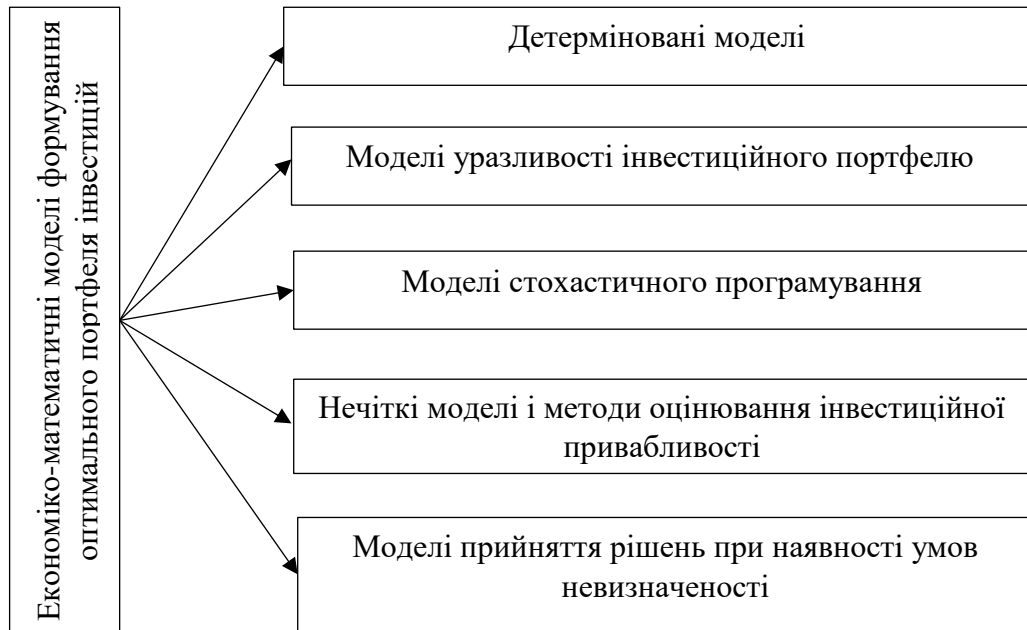 Економіко-математичні моделі формування
оптимального портфеля інвестицій
Детерміновані моделі
Моделі уразливості інвестиційного портфелю
Моделі стохастичного програмування
Нечіткі моделі і методи оцінювання інвестиційної
привабливості
Моделі прийняття рішень при наявності умов
невизначеності